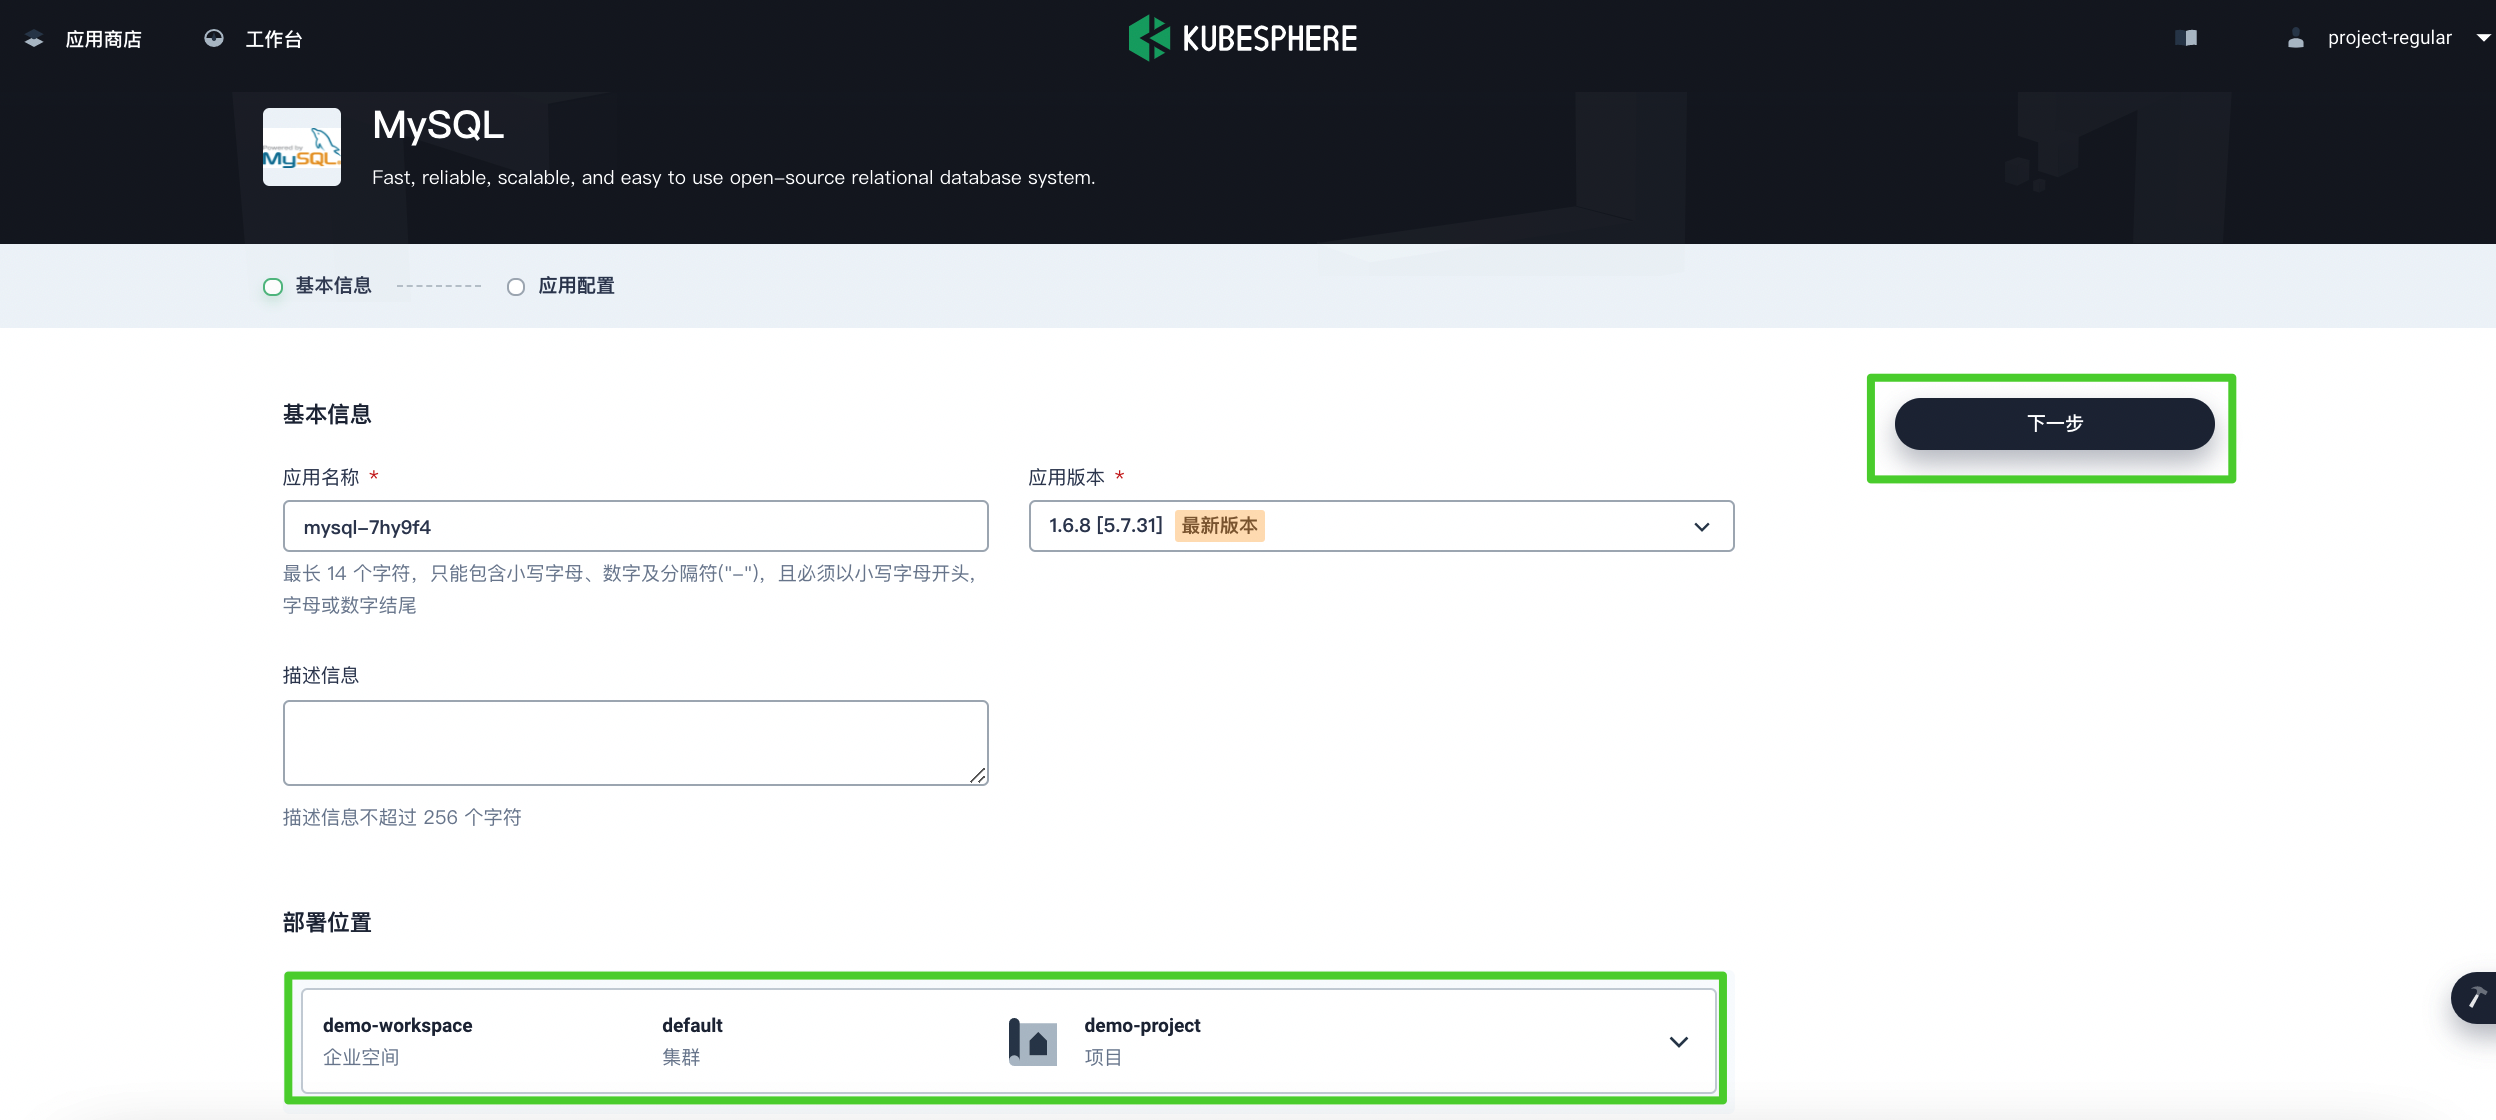 应用商店
工作台
KUBESPHERE
project-regular
Powered by
MySQL
MySQL
Fast, reliable, scalable, and easy to use open-source relational database system.
基本信息
应用配置
基本信息
下一步
应用名称 *
应用版本 *
mysql-7hy9f4
1.6.8 [5.7.31] 最新版本
最长 14 个字符，只能包含小写字母、数字及分隔符("-")，且必须以小写字母开头，
字母或数字结尾
描述信息
描述信息不超过 256 个字符
部署位置
demo-workspace
企业空间
default
集群
demo-project
项目